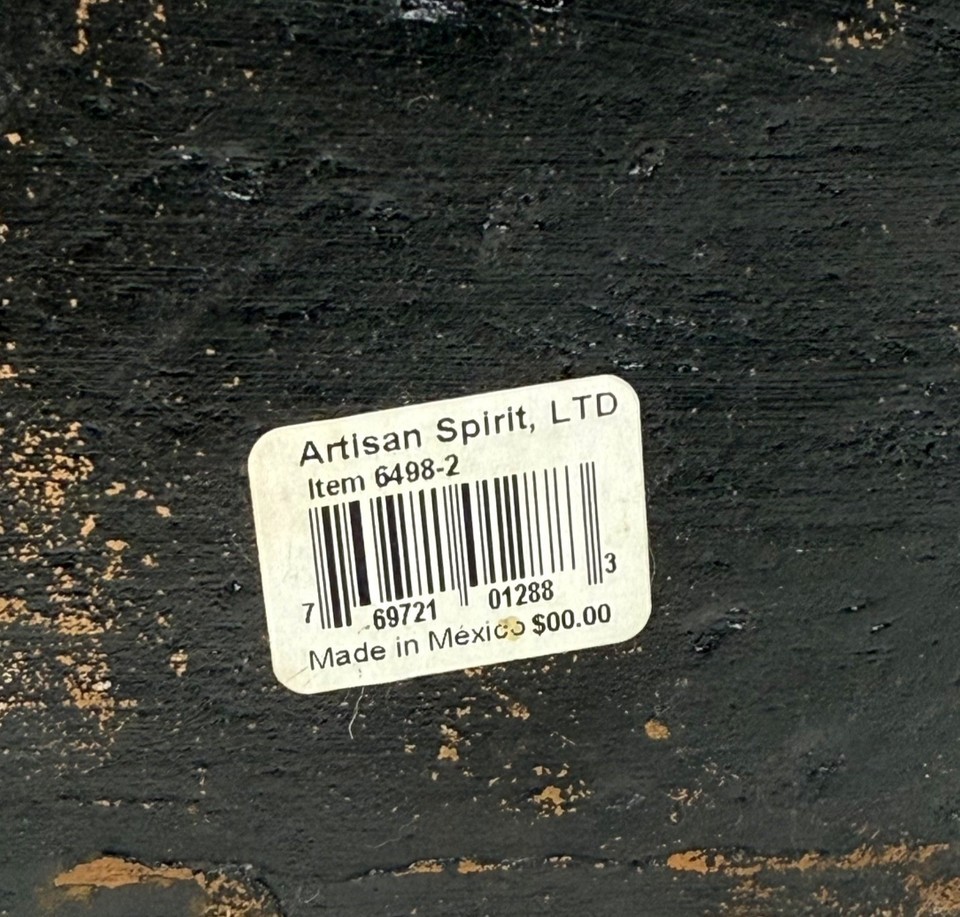 Artisan Spirit, LTD
Item 6498-2
7 69721 01288 3
Made in México $00.00